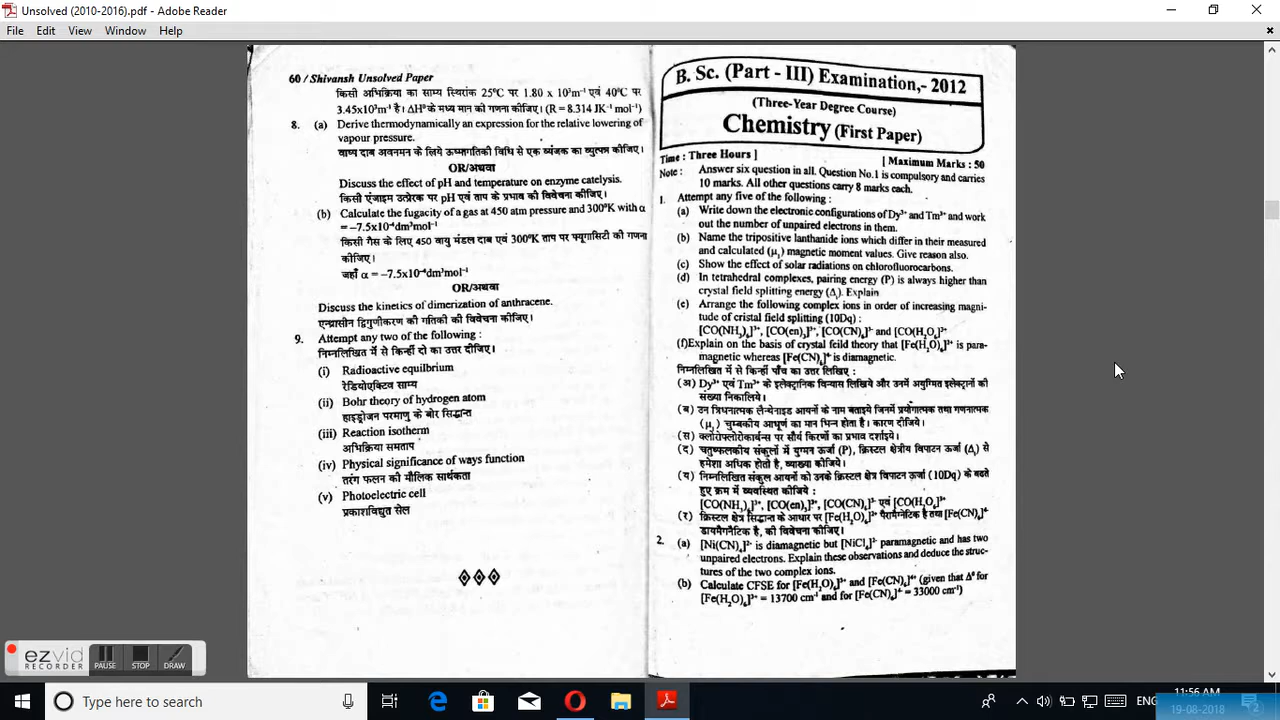 Unsolved (2010-2016).pdf - Adobe Reader
File Edit View Window Help
60 / Shivansh Unsolved Paper
किसी अभिक्रिया का साम्य स्थिरांक 25°C पर 1.80 x 10³m⁻¹ एवं 40°C पर
3.45x10³m⁻¹ है। ΔH° के मध्य मान की गणना कीजिए। (R = 8.314 JK⁻¹ mol⁻¹)
8. (a) Derive thermodynamically an expression for the relative lowering of
vapour pressure.
वाष्प दाब अवनमन के लिये ऊष्मागतिकी विधि से एक व्यंजक का व्युत्पन्न कीजिए।
OR/अथवा
Discuss the effect of pH and temperature on enzyme catelysis.
किसी एंजाइम उत्प्रेरक पर pH एवं ताप के प्रभाव की विवेचना कीजिए।
(b) Calculate the fugacity of a gas at 450 atm pressure and 300°K with α
= –7.5x10⁻⁴dm³mol⁻¹
किसी गैस के लिए 450 वायु मंडल दाब एवं 300°K ताप पर फ्यूगासिटी की गणना
कीजिए।
जहाँ α = –7.5x10⁻⁴dm³mol⁻¹
OR/अथवा
Discuss the kinetics of dimerization of anthracene.
एन्थ्रासीन द्विगुणीकरण की गतिकी की विवेचना कीजिए।
9. Attempt any two of the following :
निम्नलिखित में से किन्हीं दो का उत्तर दीजिए।
(i) Radioactive equilbrium
रेडियोएक्टिव साम्य
(ii) Bohr theory of hydrogen atom
हाइड्रोजन परमाणु के बोर सिद्धान्त
(iii) Reaction isotherm
अभिक्रिया समताप
(iv) Physical significance of ways function
तरंग फलन की मौलिक सार्थकता
(v) Photoelectric cell
प्रकाशविद्युत सेल
B. Sc. (Part - III) Examination,- 2012
(Three-Year Degree Course)
Chemistry (First Paper)
Time : Three Hours ] [ Maximum Marks : 50
Note : Answer six question in all. Question No.1 is compulsory and carries
10 marks. All other questions carry 8 marks each.
1. Attempt any five of the following :
(a) Write down the electronic configurations of Dy³⁺ and Tm³⁺ and work
out the number of unpaired electrons in them.
(b) Name the tripositive lanthanide ions which differ in their measured
and calculated (μ) magnetic moment values. Give reason also.
(c) Show the effect of solar radiations on chlorofluorocarbons.
(d) In tetrahedral complexes, pairing energy (P) is always higher than
crystal field splitting energy (Δₜ). Explain
(e) Arrange the following complex ions in order of increasing magni-
tude of cristal field splitting (10Dq) :
[CO(NH₃)₆]³⁺, [CO(en)₃]³⁺, [CO(CN)₆]³⁻ and [CO(H₂O₆]³⁺
(f)Explain on the basis of crystal feild theory that [Fe(H₂O)₆]³⁺ is para-
magnetic whereas [Fe(CN)₆]⁴⁻ is diamagnetic.
निम्नलिखित में से किन्हीं पाँच का उत्तर लिखिए :
(अ) Dy³⁺ एवं Tm³⁺ के इलेक्ट्रानिक विन्यास लिखिये और उनमें अयुग्मित इलेक्ट्रानों की
संख्या निकालिये।
(ब) उन त्रिधनात्मक लैन्थेनाइड आयनों के नाम बताइये जिनमें प्रयोगात्मक तथा गणनात्मक
(μ) चुम्बकीय आधूर्ण का मान भिन्न होता है। कारण दीजिये।
(स) क्लोरोफ्लोरोकार्बन्स पर सौर्य किरणों का प्रभाव दर्शाइये।
(द) चतुष्फलकीय संकुलों में युग्मन ऊर्जा (P), क्रिस्टल क्षेत्रीय विपाटन ऊर्जा (Δₜ) से
हमेशा अधिक होती है, व्याख्या कीजिये।
(य) निम्नलिखित संकुल आयनों को उनके क्रिस्टल क्षेत्र विपाटन ऊर्जा (10Dq) के बढते
हुए क्रम में व्यवस्थित कीजिये :
[CO(NH₃)₆]³⁺, [CO(en)₃]³⁺, [CO(CN)₆]³⁻ एवं [CO(H₂O₆]³⁺
(र) क्रिस्टल क्षेत्र सिद्धान्त के आधार पर [Fe(H₂O)₆]³⁺ पैरामैग्नेटिक है तथा [Fe(CN)₆]⁴⁻
डायमैगनैटिक है, की विवेचना कीजिए।
2. (a) [Ni(CN)₄]²⁻ is diamagnetic but [NiCl₄]²⁻ paramagnetic and has two
unpaired electrons. Explain these observations and deduce the struc-
tures of the two complex ions.
(b) Calculate CFSE for [Fe(H₂O)₆]³⁺ and [Fe(CN)₆]⁴⁺ (given that Δ° for
[Fe(H₂O)₆]³⁺ = 13700 cm⁻¹ and for [Fe(CN)₆]⁴⁻ = 33000 cm⁻¹)
ezvid
RECORDER
PAUSE STOP DRAW
Type here to search
ENG
11:56 AM
19-08-2018
2